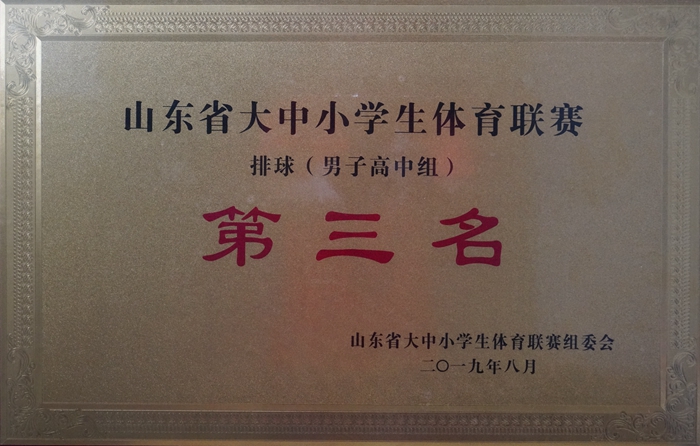 山东省大中小学生体育联赛
排球（男子高中组）
第三名
山东省大中小学生体育联赛组委会
二〇一九年八月